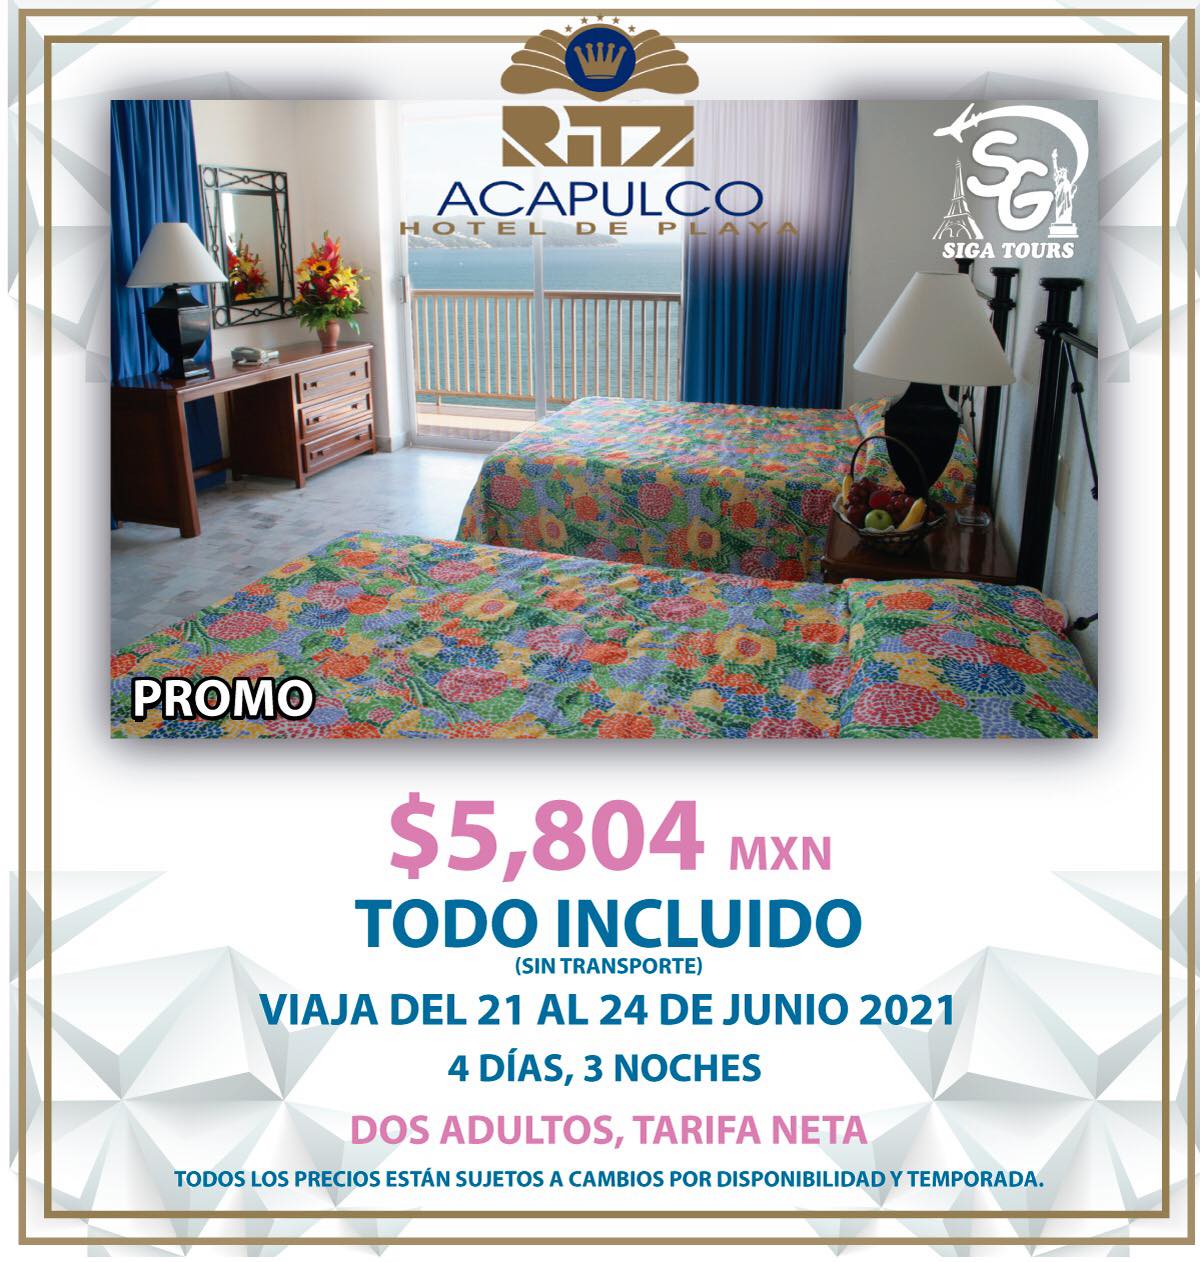 RITZ
ACAPULCO
HOTEL DE PLAYA
SG
SIGA TOURS
PROMO
$5,804 MXN
TODO INCLUIDO
(SIN TRANSPORTE)
VIAJA DEL 21 AL 24 DE JUNIO 2021
4 DÍAS, 3 NOCHES
DOS ADULTOS, TARIFA NETA
TODOS LOS PRECIOS ESTÁN SUJETOS A CAMBIOS POR DISPONIBILIDAD Y TEMPORADA.